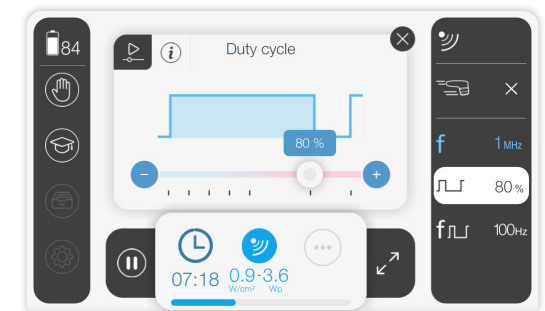 84
i
Duty cycle
80 %
1 MHz
80 %
100Hz
f
f
07:18
0.9-3.6
W/cm² Wp